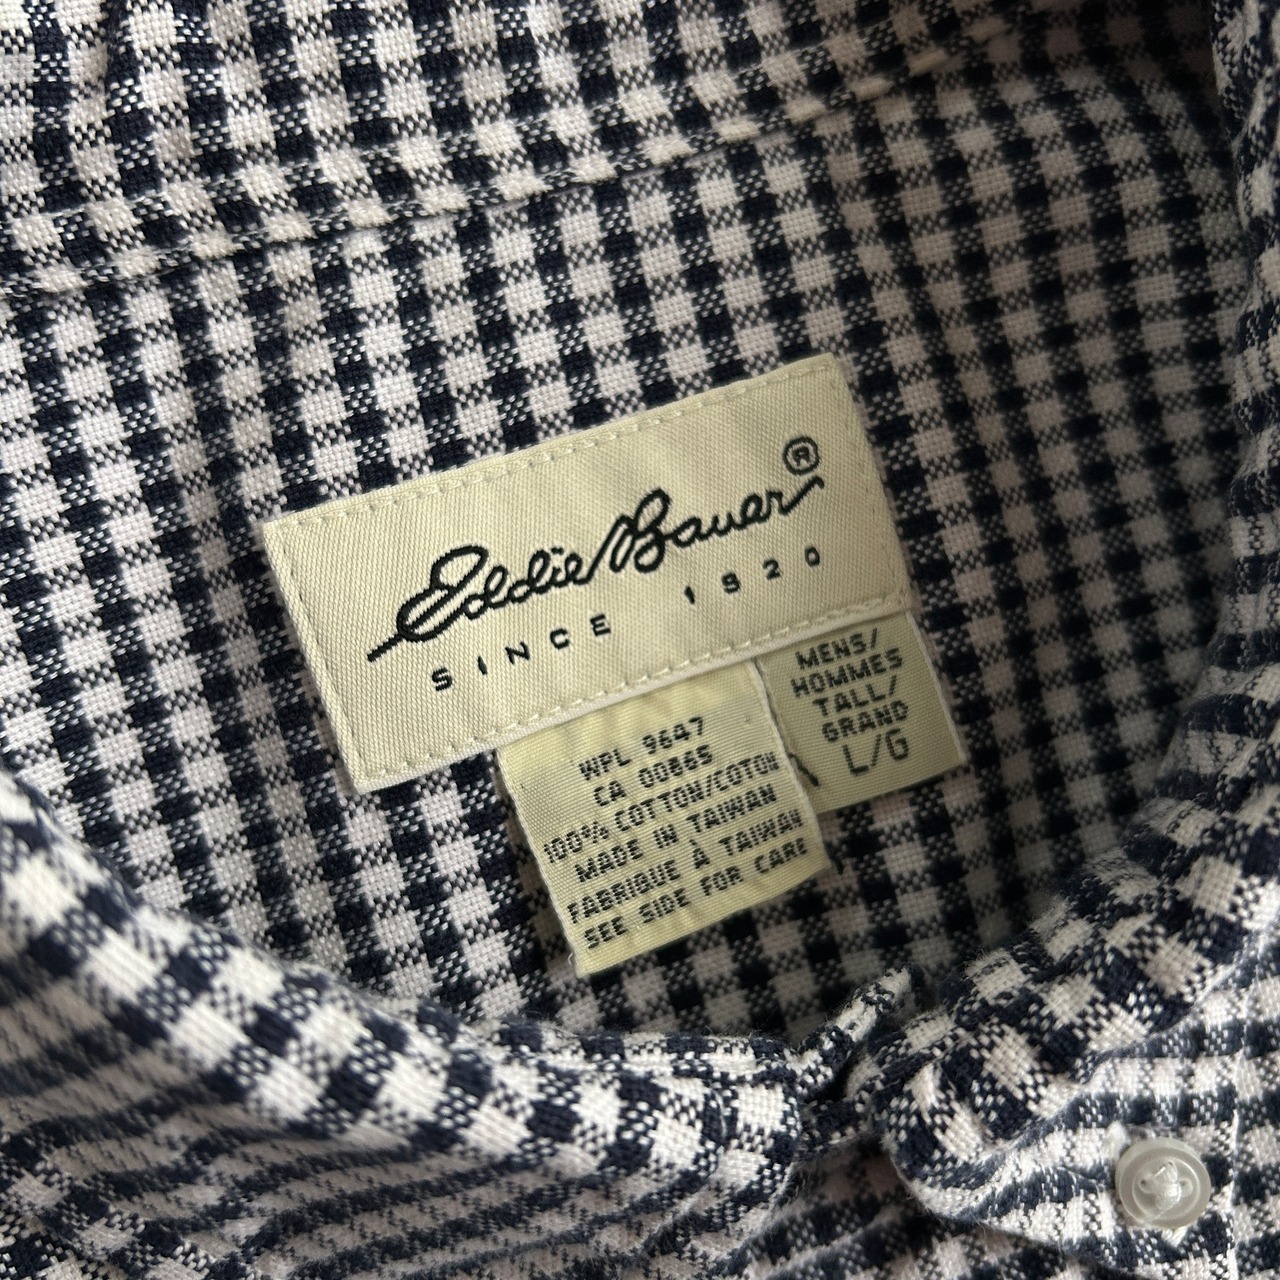 Eddie Bauer®
SINCE 1920
MENS/
HOMMES
TALL/
GRAND
L/G
WPL 9647
CA 00865
100% COTTON/COTON
MADE IN TAIWAN
FABRIQUE À TAIWAN
SEE SIDE FOR CARE